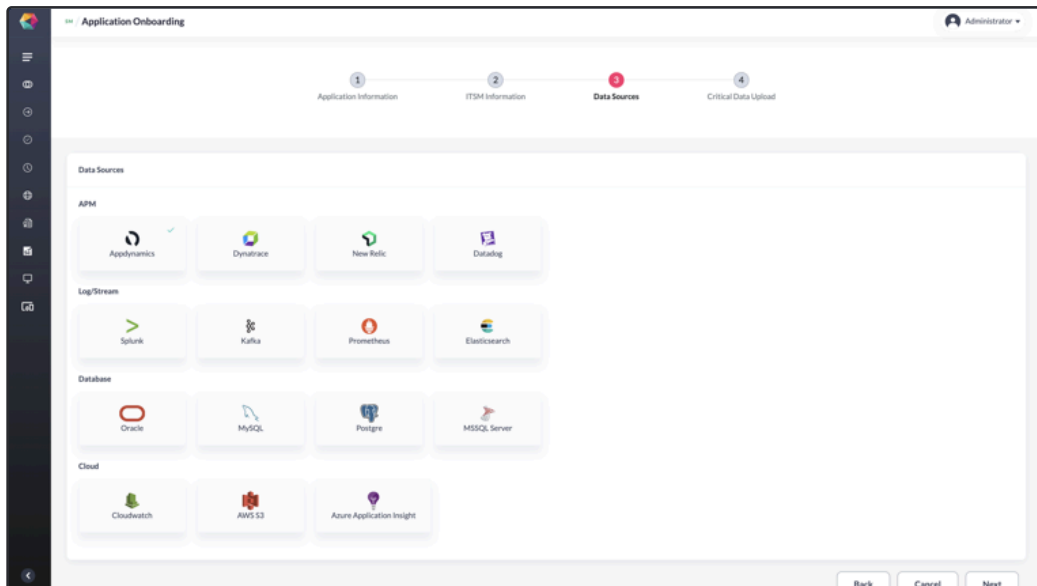 / Application Onboarding
Administrator
1
2
3
4
Application Information
ITSM Information
Data Sources
Critical Data Upload
Data Sources
APM
Appdynamics
Dynatrace
New Relic
Datadog
Log/Stream
Splunk
Kafka
Prometheus
Elasticsearch
Database
Oracle
MySQL
Postgre
MSSQL Server
Cloud
Cloudwatch
AWS S3
Azure Application Insight
Back
Cancel
Next